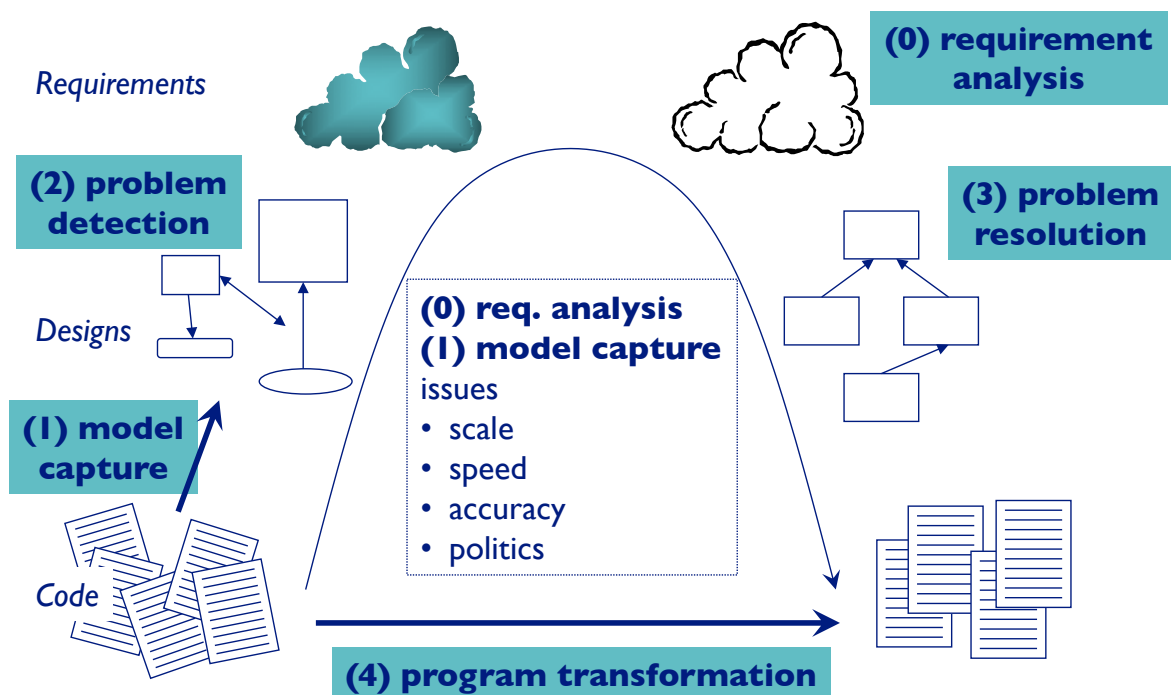 (0) requirement
analysis
Requirements
(2) problem
detection
(3) problem
resolution
Designs
(0) req. analysis
(1) model capture
issues
• scale
• speed
• accuracy
• politics
(1) model
capture
Code
(4) program transformation